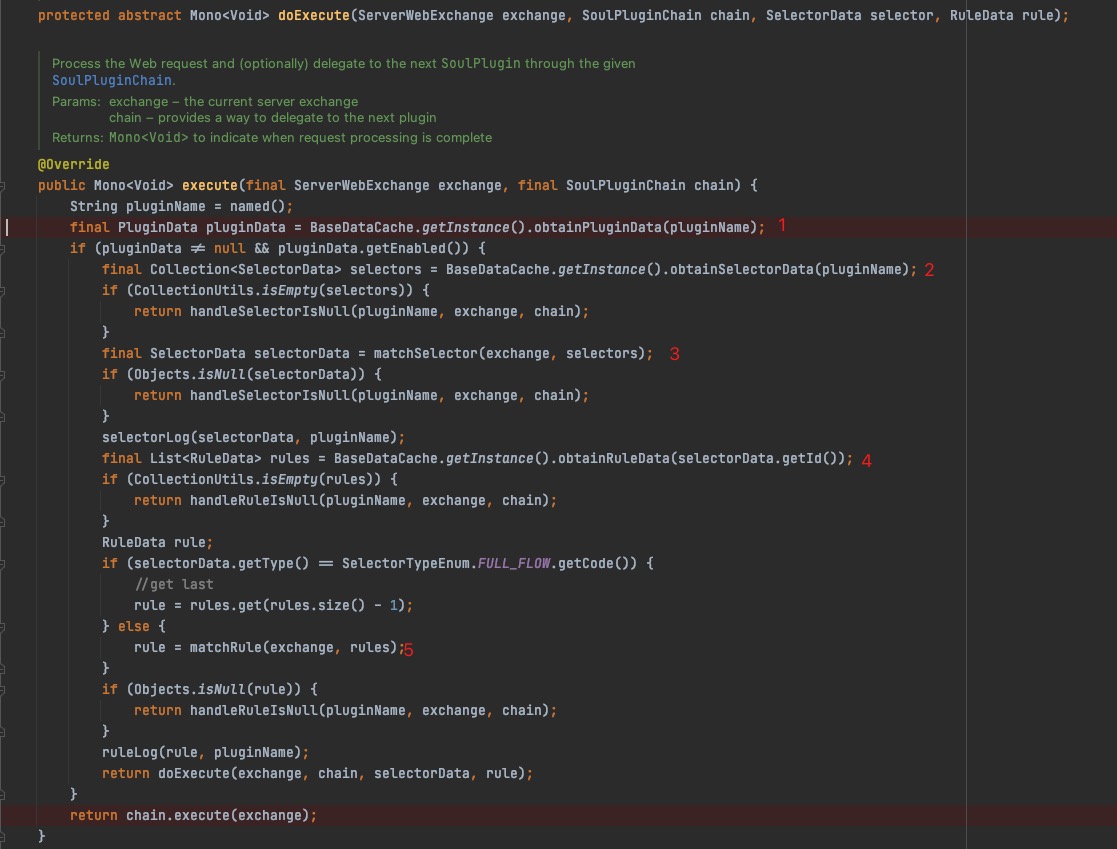 protected abstract Mono<Void> doExecute(ServerWebExchange exchange, SoulPluginChain chain, SelectorData selector, RuleData rule);
Process the Web request and (optionally) delegate to the next SoulPlugin through the given
SoulPluginChain.
Params: exchange – the current server exchange
chain – provides a way to delegate to the next plugin
Returns: Mono<Void> to indicate when request processing is complete
@Override
public Mono<Void> execute(final ServerWebExchange exchange, final SoulPluginChain chain) {
String pluginName = named();
final PluginData pluginData = BaseDataCache.getInstance().obtainPluginData(pluginName); 1
if (pluginData ≠ null && pluginData.getEnabled()) {
final Collection<SelectorData> selectors = BaseDataCache.getInstance().obtainSelectorData(pluginName); 2
if (CollectionUtils.isEmpty(selectors)) {
return handleSelectorIsNull(pluginName, exchange, chain);
}
final SelectorData selectorData = matchSelector(exchange, selectors); 3
if (Objects.isNull(selectorData)) {
return handleSelectorIsNull(pluginName, exchange, chain);
}
selectorLog(selectorData, pluginName);
final List<RuleData> rules = BaseDataCache.getInstance().obtainRuleData(selectorData.getId()); 4
if (CollectionUtils.isEmpty(rules)) {
return handleRuleIsNull(pluginName, exchange, chain);
}
RuleData rule;
if (selectorData.getType() == SelectorTypeEnum.FULL_FLOW.getCode()) {
//get last
rule = rules.get(rules.size() - 1);
} else {
rule = matchRule(exchange, rules);5
}
if (Objects.isNull(rule)) {
return handleRuleIsNull(pluginName, exchange, chain);
}
ruleLog(rule, pluginName);
return doExecute(exchange, chain, selectorData, rule);
}
return chain.execute(exchange);
}